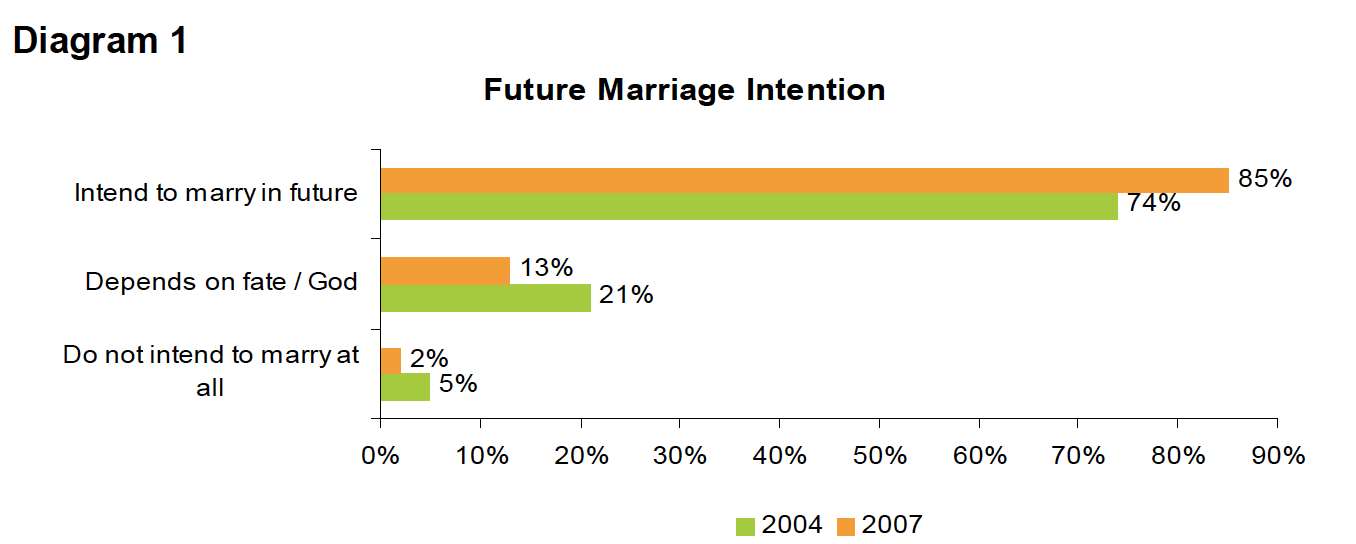 Diagram 1
Future Marriage Intention
Intend to marry in future
85%
74%
Depends on fate / God
13%
21%
Do not intend to marry at
all
2%
5%
0% 10% 20% 30% 40% 50% 60% 70% 80% 90%
2004 2007